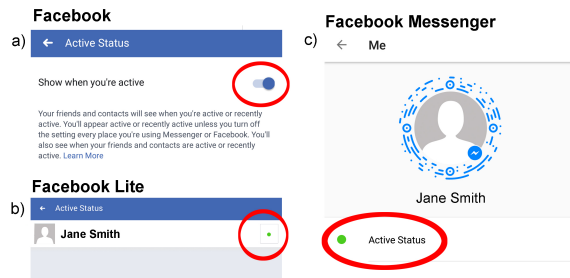 Facebook
a)
Active Status
Show when you're active
Your friends and contacts will see when you're active or recently
active. You'll appear active or recently active unless you turn off
the setting every place you're using Messenger or Facebook. You'll
also see when your friends and contacts are active or recently
active. Learn More
Facebook Lite
b)
Active Status
Jane Smith
Facebook Messenger
c)
Me
Jane Smith
Active Status